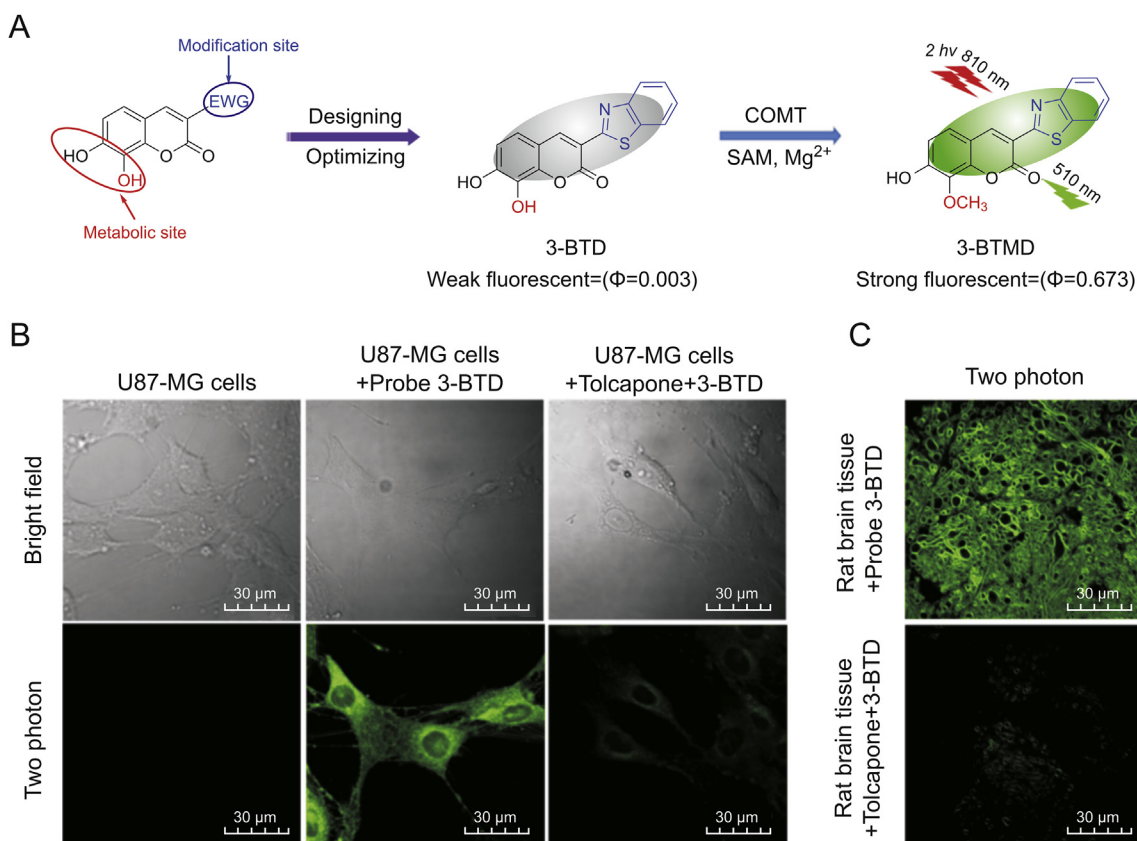 A
Modification site
EWG
HO
OH
O
O
Metabolic site
Designing
Optimizing
N
S
HO
OH
O
O
3-BTD
Weak fluorescent=(Φ=0.003)
COMT
SAM, Mg²⁺
2 hv 810 nm
N
S
HO
OCH₃
O
O
510 nm
3-BTMD
Strong fluorescent=(Φ=0.673)
B
U87-MG cells
U87-MG cells
+Probe 3-BTD
U87-MG cells
+Tolcapone+3-BTD
Bright field
30 μm
30 μm
30 μm
Two photon
30 μm
30 μm
30 μm
C
Two photon
Rat brain tissue
+Probe 3-BTD
30 μm
Rat brain tissue
+Tolcapone+3-BTD
30 μm